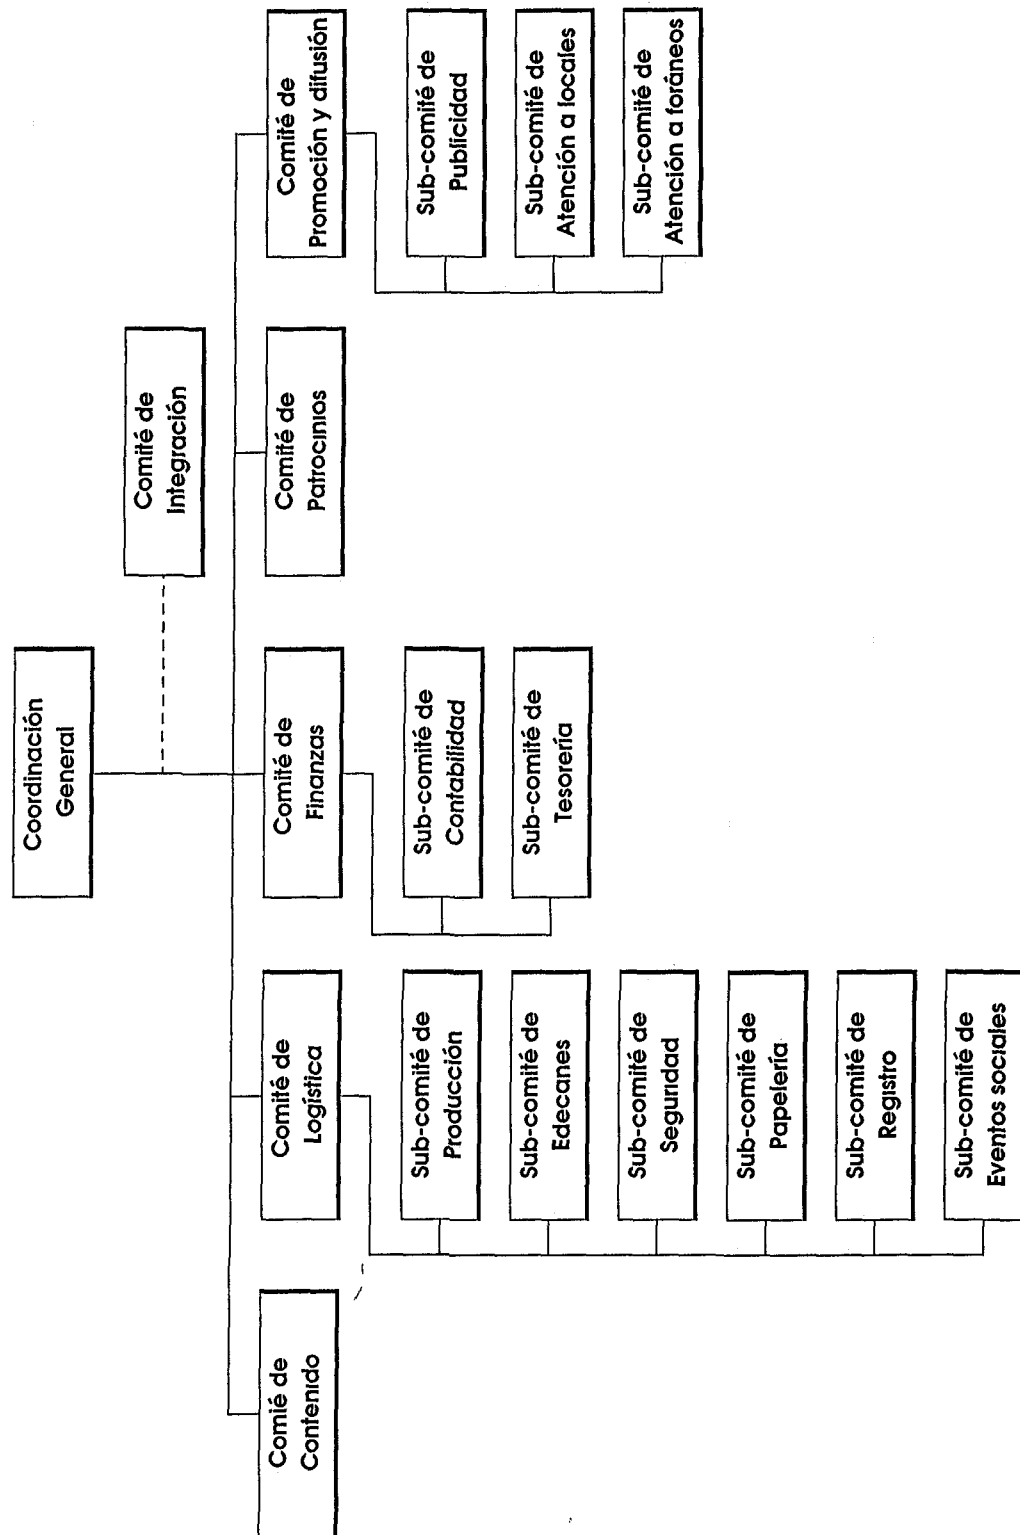 Coordinación
General
Comité de
Integración
Comié de
Contenido
Comité de
Logística
Sub-comité de
Producción
Sub-comité de
Edecanes
Sub-comité de
Seguridad
Sub-comité de
Papelería
Sub-comité de
Registro
Sub-comité de
Eventos sociales
Comité de
Finanzas
Sub-comité de
Contabilidad
Sub-comité de
Tesorería
Comité de
Patrocinios
Comité de
Promoción y difusión
Sub-comité de
Publicidad
Sub-comité de
Atención a locales
Sub-comité de
Atención a foráneos